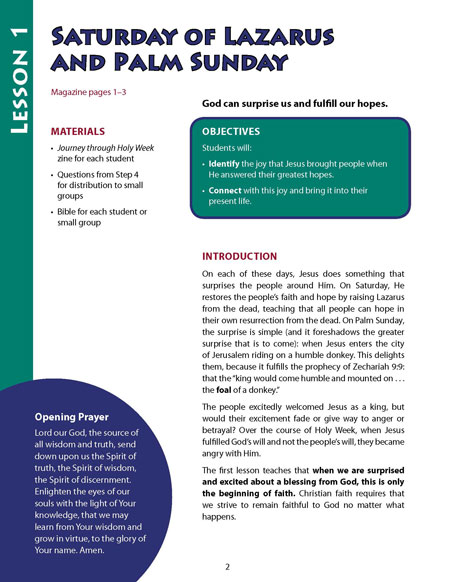 LESSON 1
SATURDAY OF LAZARUS
AND PALM SUNDAY
Magazine pages 1–3
God can surprise us and fulfill our hopes.
MATERIALS
• Journey through Holy Week
zine for each student
• Questions from Step 4
for distribution to small
groups
• Bible for each student or
small group
OBJECTIVES
Students will:
• Identify the joy that Jesus brought people when
He answered their greatest hopes.
• Connect with this joy and bring it into their
present life.
INTRODUCTION
On each of these days, Jesus does something that
surprises the people around Him. On Saturday, He
restores the people’s faith and hope by raising Lazarus
from the dead, teaching that all people can hope in
their own resurrection from the dead. On Palm Sunday,
the surprise is simple (and it foreshadows the greater
surprise that is to come): when Jesus enters the city
of Jerusalem riding on a humble donkey. This delights
them, because it fulfills the prophecy of Zechariah 9:9:
that the “king would come humble and mounted on . . .
the foal of a donkey.”
The people excitedly welcomed Jesus as a king, but
would their excitement fade or give way to anger or
betrayal? Over the course of Holy Week, when Jesus
fulfilled God’s will and not the people’s will, they became
angry with Him.
The first lesson teaches that when we are surprised
and excited about a blessing from God, this is only
the beginning of faith. Christian faith requires that
we strive to remain faithful to God no matter what
happens.
Opening Prayer
Lord our God, the source of
all wisdom and truth, send
down upon us the Spirit of
truth, the Spirit of wisdom,
the Spirit of discernment.
Enlighten the eyes of our
souls with the light of Your
knowledge, that we may
learn from Your wisdom and
grow in virtue, to the glory of
Your name. Amen.
2